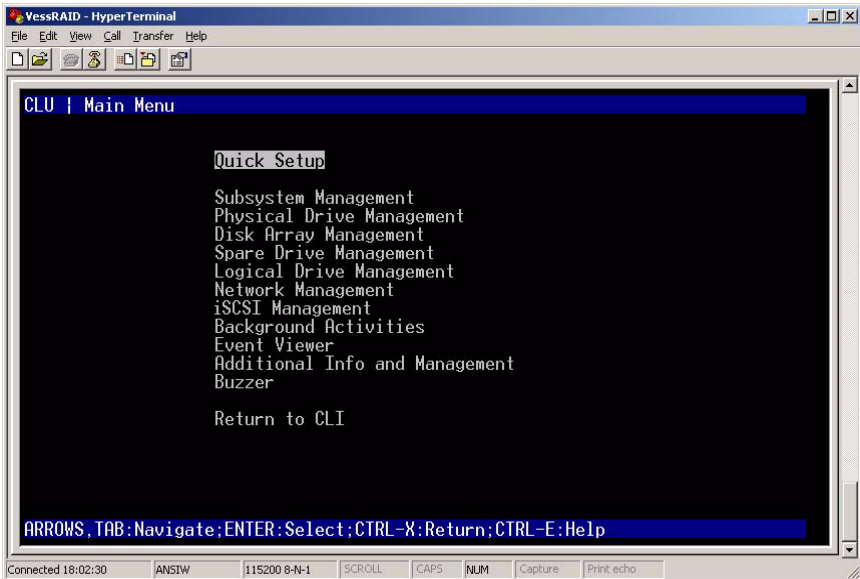 VessRAID - HyperTerminal
File Edit View Call Transfer Help
CLU | Main Menu
Quick Setup
Subsystem Management
Physical Drive Management
Disk Array Management
Spare Drive Management
Logical Drive Management
Network Management
iSCSI Management
Background Activities
Event Viewer
Additional Info and Management
Buzzer
Return to CLI
ARROWS,TAB:Navigate;ENTER:Select;CTRL-X:Return;CTRL-E:Help
Connected 18:02:30 ANSIW 115200 8-N-1 SCROLL CAPS NUM Capture Print echo